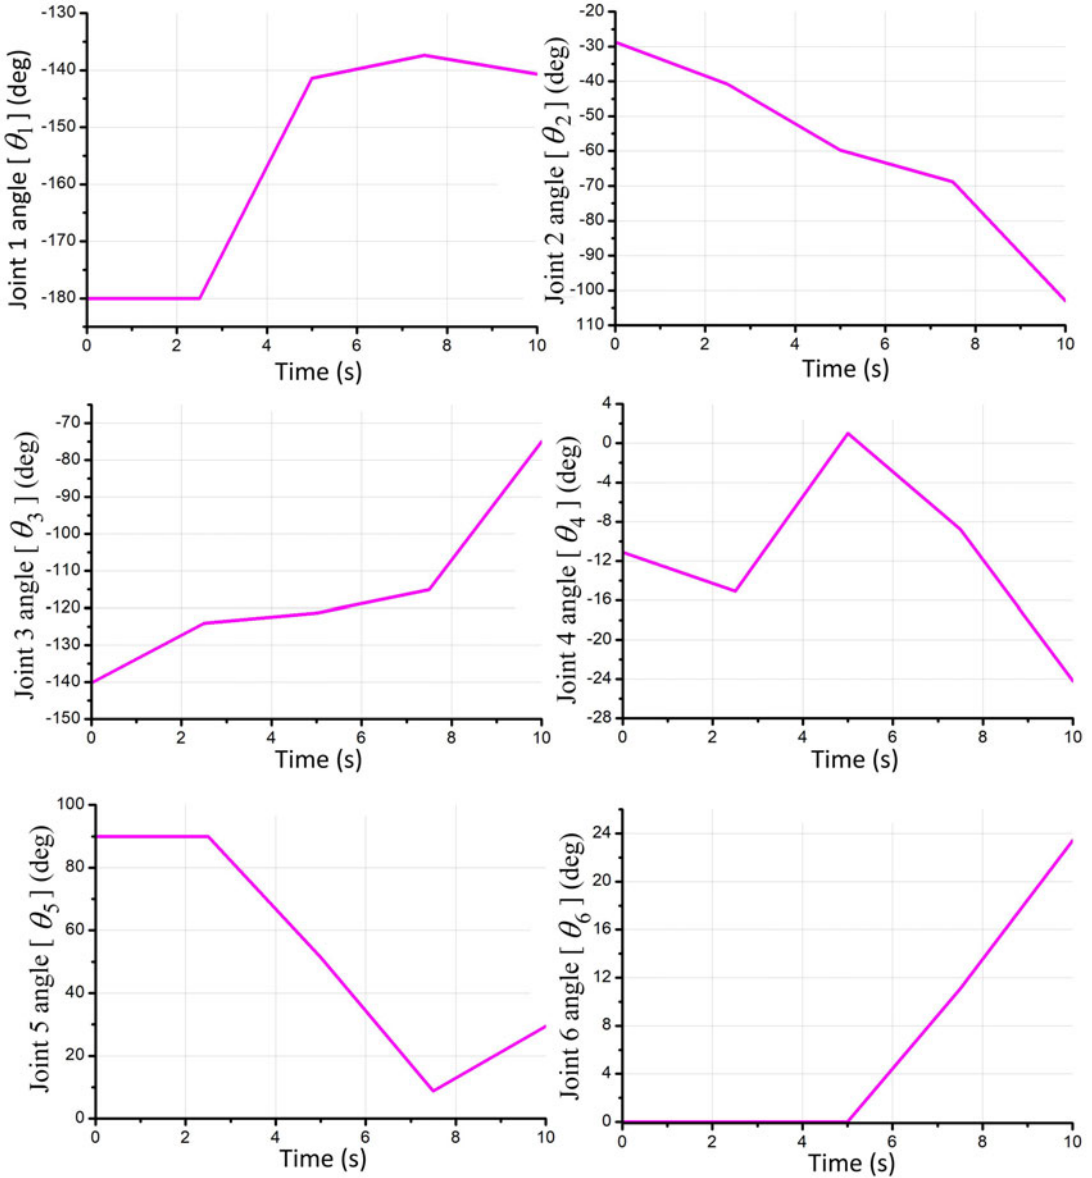 Joint 1 angle [ θ1 ] (deg)
-130
-140
-150
-160
-170
-180
0 2 4 6 8 10
Time (s)
Joint 2 angle [ θ2 ] (deg)
-20
-30
-40
-50
-60
-70
-80
-90
-100
110
0 2 4 6 8 10
Time (s)
Joint 3 angle [ θ3 ] (deg)
-70
-80
-90
-100
-110
-120
-130
-140
-150
0 2 4 6 8 10
Time (s)
Joint 4 angle [ θ4 ] (deg)
4
0
-4
-8
-12
-16
-20
-24
-28
0 2 4 6 8 10
Time (s)
Joint 5 angle [ θ5 ] (deg)
100
80
60
40
20
0
0 2 4 6 8 10
Time (s)
Joint 6 angle [ θ6 ] (deg)
24
20
16
12
8
4
0
0 2 4 6 8 10
Time (s)